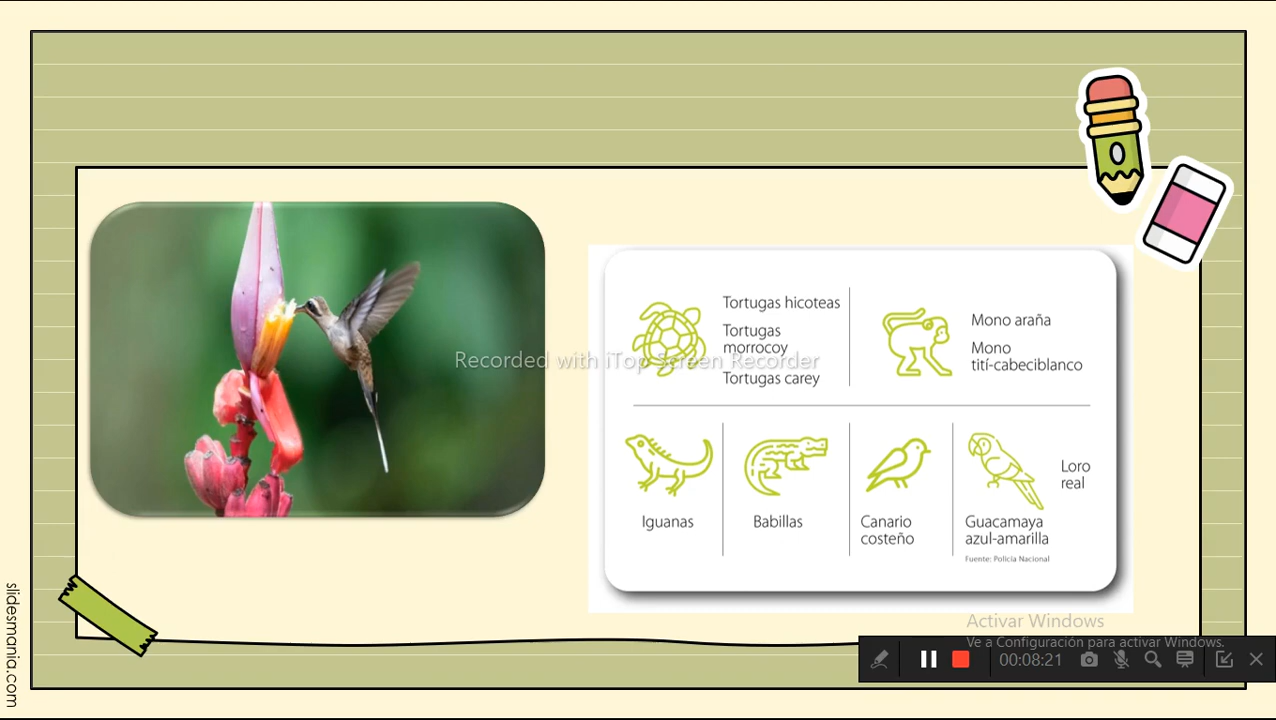 Tortugas hicoteas
Tortugas
morrocoy
Tortugas carey
Mono araña
Mono
tití-cabeciblanco
Recorded with iTop Screen Recorder
Iguanas
Babillas
Canario
costeño
Loro
real
Guacamaya
azul-amarilla
Fuente: Policía Nacional
slidesmania.com
Activar Windows
Ve a Configuración para activar Windows.
00:08:21